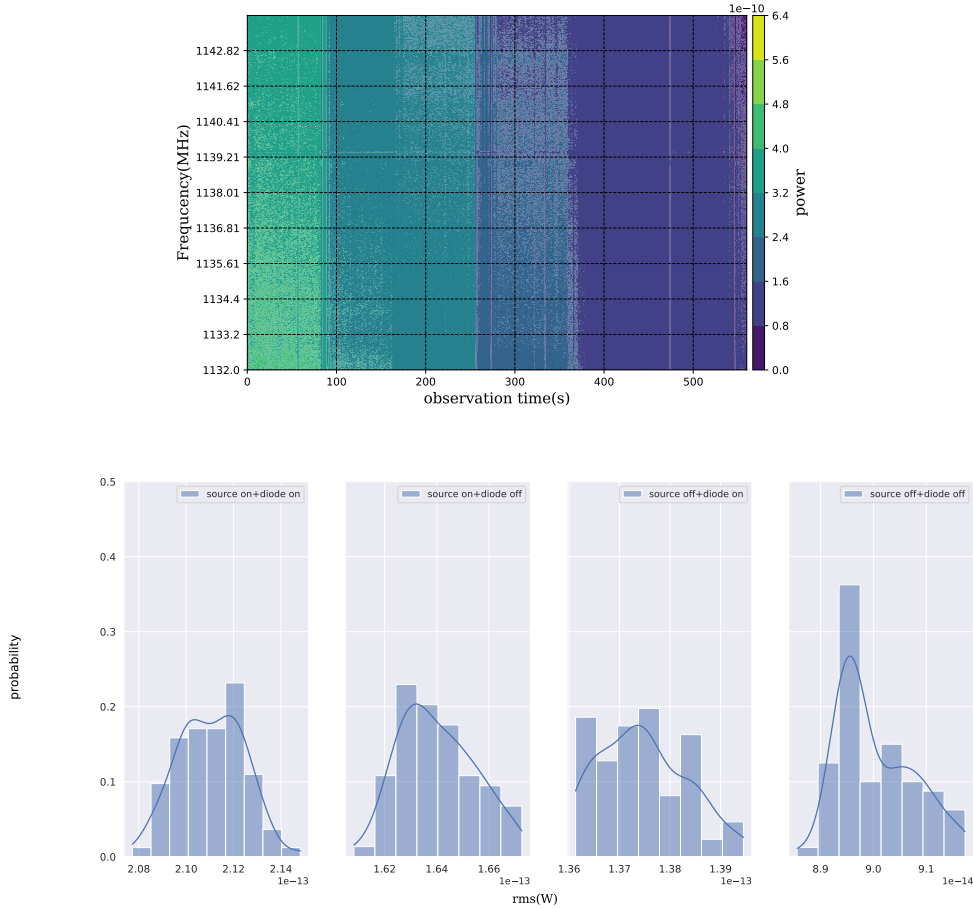 1e−10
1142.82
1141.62
1140.41
1139.21
1138.01
1136.81
1135.61
1134.4
1133.2
1132.0
Frequcency(MHz)
0 100 200 300 400 500
observation time(s)
6.4
5.6
4.8
4.0
3.2
2.4
1.6
0.8
0.0
power
probability
0.5
0.4
0.3
0.2
0.1
0.0
source on+diode on
2.08 2.10 2.12 2.14
1e−13
source on+diode off
1.62 1.64 1.66
1e−13
source off+diode on
1.36 1.37 1.38 1.39
1e−13
source off+diode off
8.9 9.0 9.1
1e−14
rms(W)